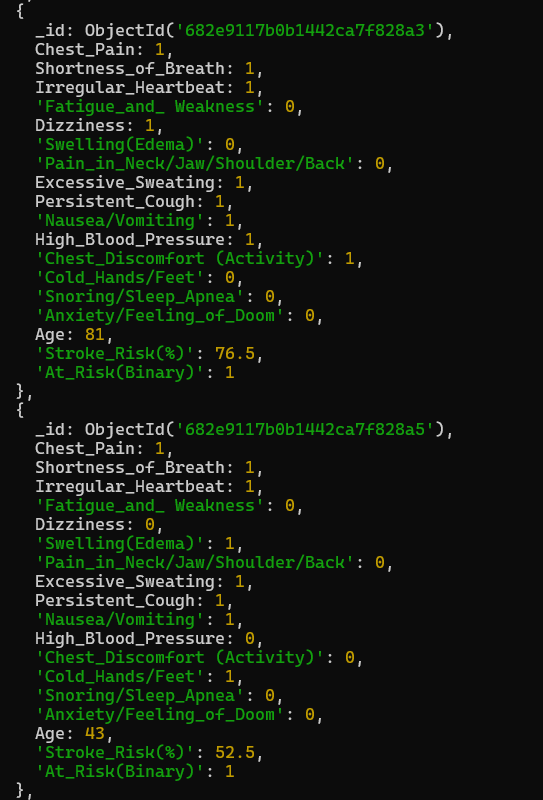 {
_id: ObjectId('682e9117b0b1442ca7f828a3'),
Chest_Pain: 1,
Shortness_of_Breath: 1,
Irregular_Heartbeat: 1,
'Fatigue_and_ Weakness': 0,
Dizziness: 1,
'Swelling(Edema)': 0,
'Pain_in_Neck/Jaw/Shoulder/Back': 0,
Excessive_Sweating: 1,
Persistent_Cough: 1,
'Nausea/Vomiting': 1,
High_Blood_Pressure: 1,
'Chest_Discomfort (Activity)': 1,
'Cold_Hands/Feet': 0,
'Snoring/Sleep_Apnea': 0,
'Anxiety/Feeling_of_Doom': 0,
Age: 81,
'Stroke_Risk(%)': 76.5,
'At_Risk(Binary)': 1
},
{
_id: ObjectId('682e9117b0b1442ca7f828a5'),
Chest_Pain: 1,
Shortness_of_Breath: 1,
Irregular_Heartbeat: 1,
'Fatigue_and_ Weakness': 0,
Dizziness: 0,
'Swelling(Edema)': 1,
'Pain_in_Neck/Jaw/Shoulder/Back': 0,
Excessive_Sweating: 1,
Persistent_Cough: 1,
'Nausea/Vomiting': 1,
High_Blood_Pressure: 0,
'Chest_Discomfort (Activity)': 0,
'Cold_Hands/Feet': 1,
'Snoring/Sleep_Apnea': 0,
'Anxiety/Feeling_of_Doom': 0,
Age: 43,
'Stroke_Risk(%)': 52.5,
'At_Risk(Binary)': 1
},